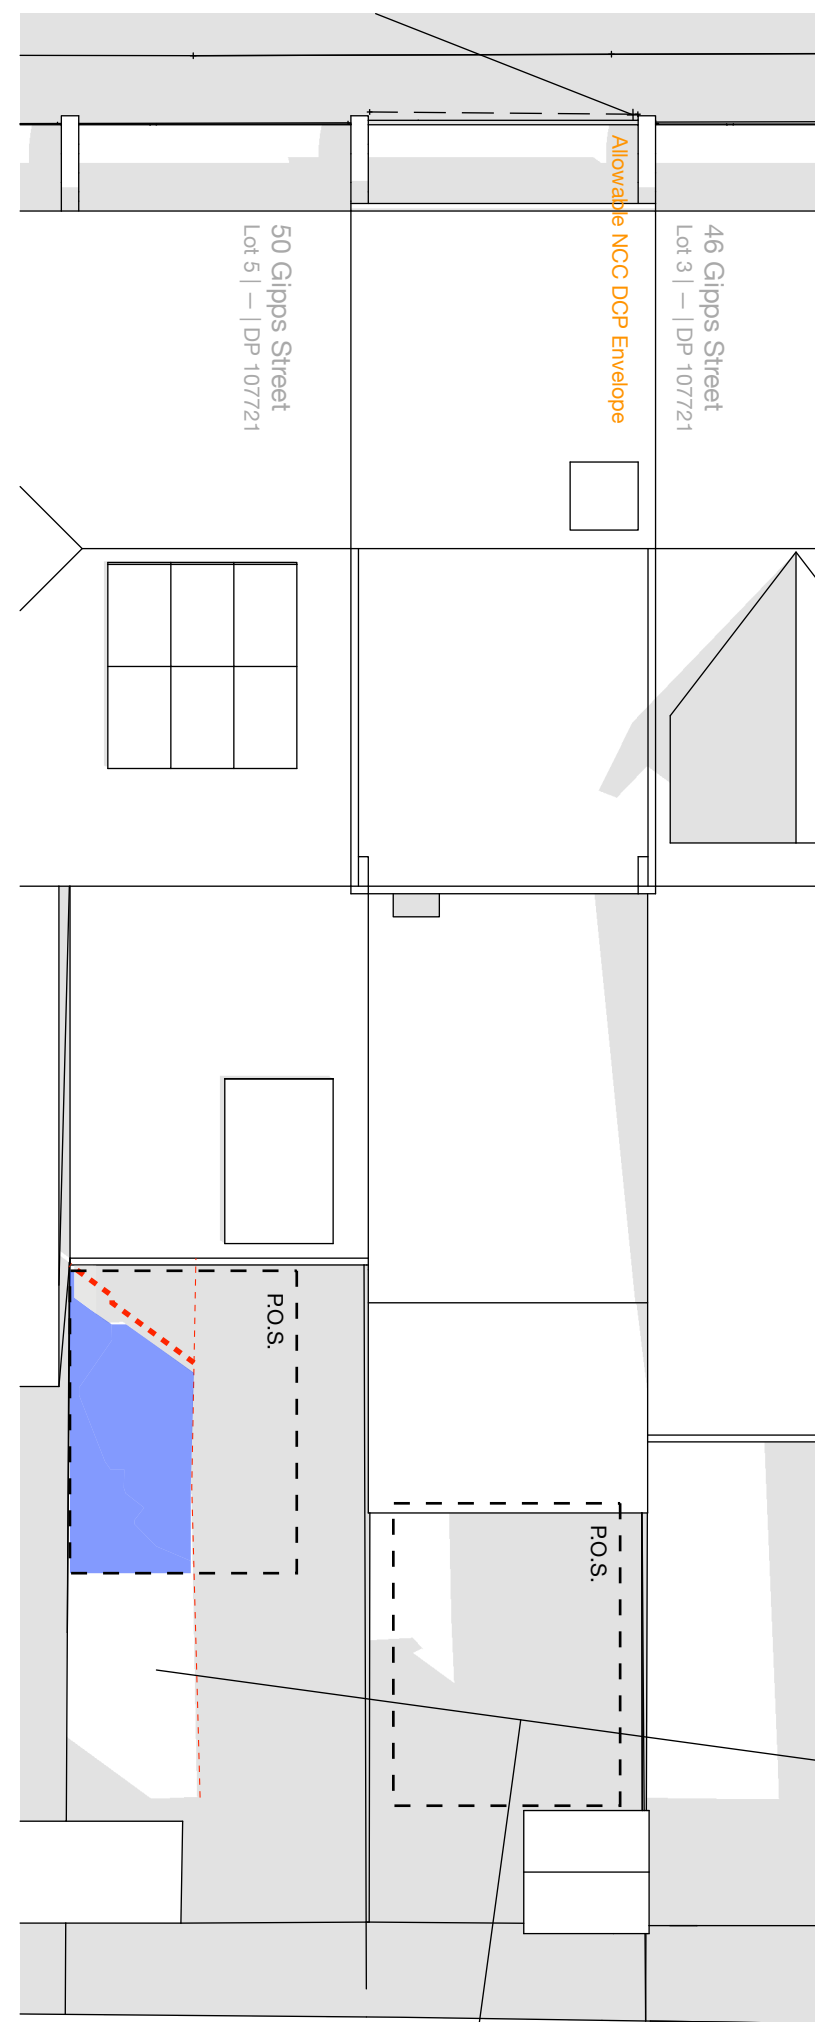 50 Gipps Street
Lot 5 | — | DP 107721
Allowable NCC DCP Envelope
46 Gipps Street
Lot 3 | — | DP 107721
P.O.S.
P.O.S.